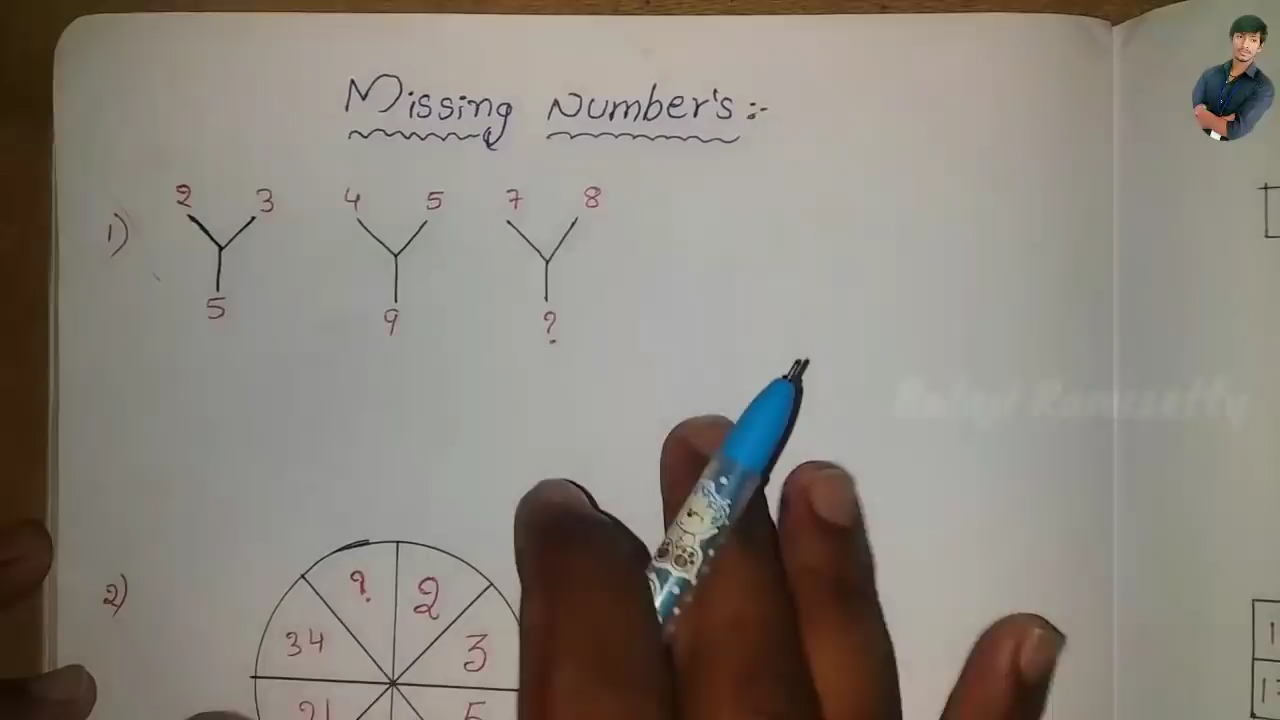 Missing Number's :-
1) 2 3 4 5 7 8
5 9 ?
2) ? 2
34 3
21 5